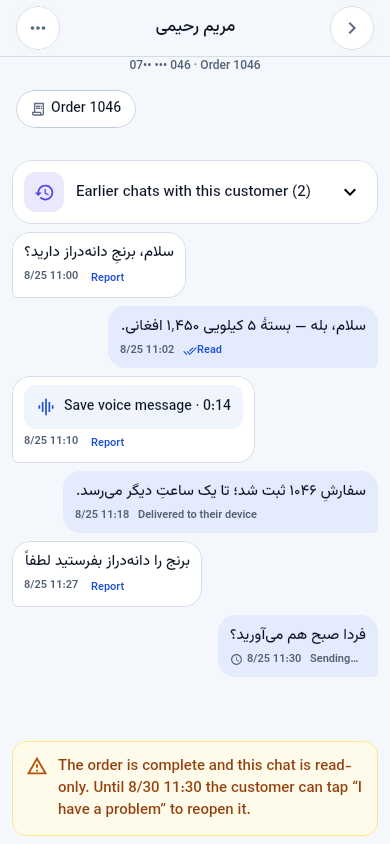 مریم رحیمی
07•• ••• 046 · Order 1046
Order 1046
Earlier chats with this customer (2)
سلام، برنجِ دانه‌دراز دارید؟
8/25 11:00 Report
سلام، بله — بستهٔ ۵ کیلویی ۱,۴۵۰ افغانی.
8/25 11:02 Read
Save voice message · 0:14
8/25 11:10 Report
سفارشِ ۱۰۴۶ ثبت شد؛ تا یک ساعتِ دیگر می‌رسد.
8/25 11:18 Delivered to their device
برنج را دانه‌دراز بفرستید لطفاً
8/25 11:27 Report
فردا صبح هم می‌آورید؟
8/25 11:30 Sending…
The order is complete and this chat is read-
only. Until 8/30 11:30 the customer can tap “I
have a problem” to reopen it.